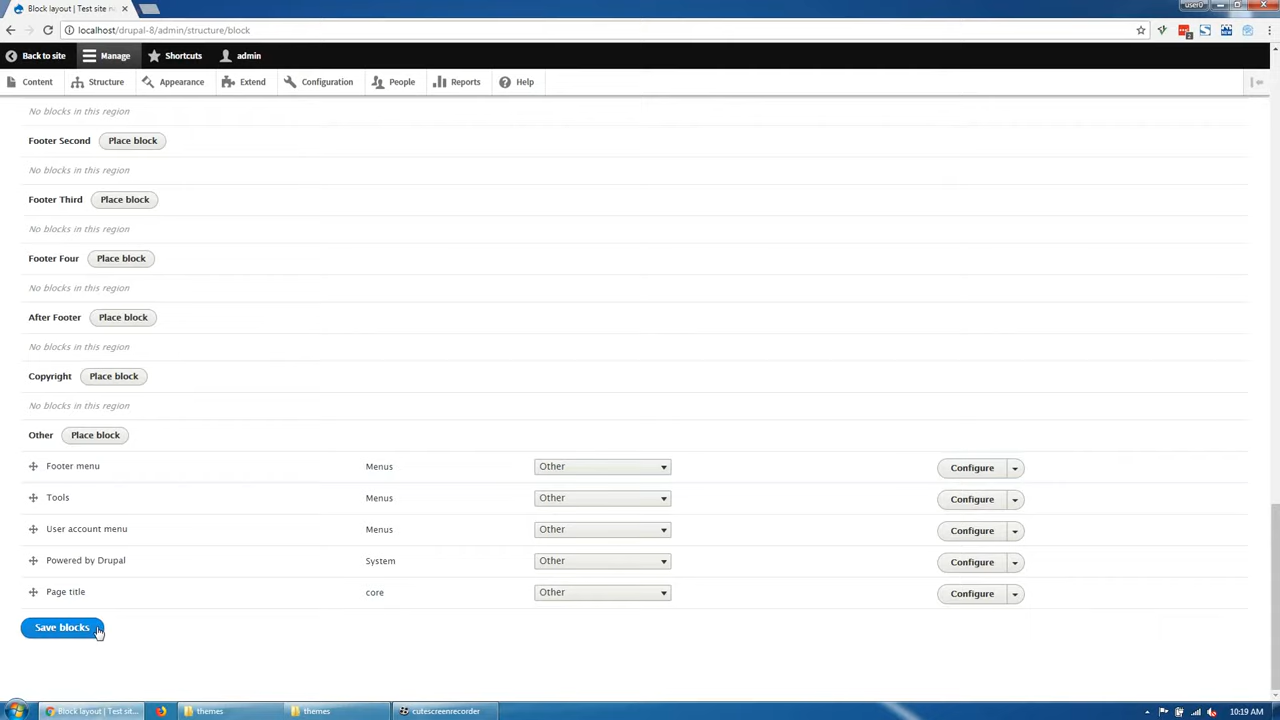 Block layout | Test site n
user0
localhost/drupal-8/admin/structure/block
Back to site Manage Shortcuts admin
Content Structure Appearance Extend Configuration People Reports Help
No blocks in this region
Footer Second Place block
No blocks in this region
Footer Third Place block
No blocks in this region
Footer Four Place block
No blocks in this region
After Footer Place block
No blocks in this region
Copyright Place block
No blocks in this region
Other Place block
Footer menu Menus Other Configure
Tools Menus Other Configure
User account menu Menus Other Configure
Powered by Drupal System Other Configure
Page title core Other Configure
Save blocks
Block layout | Test sit... themes themes cutescreenrecorder 10:19 AM